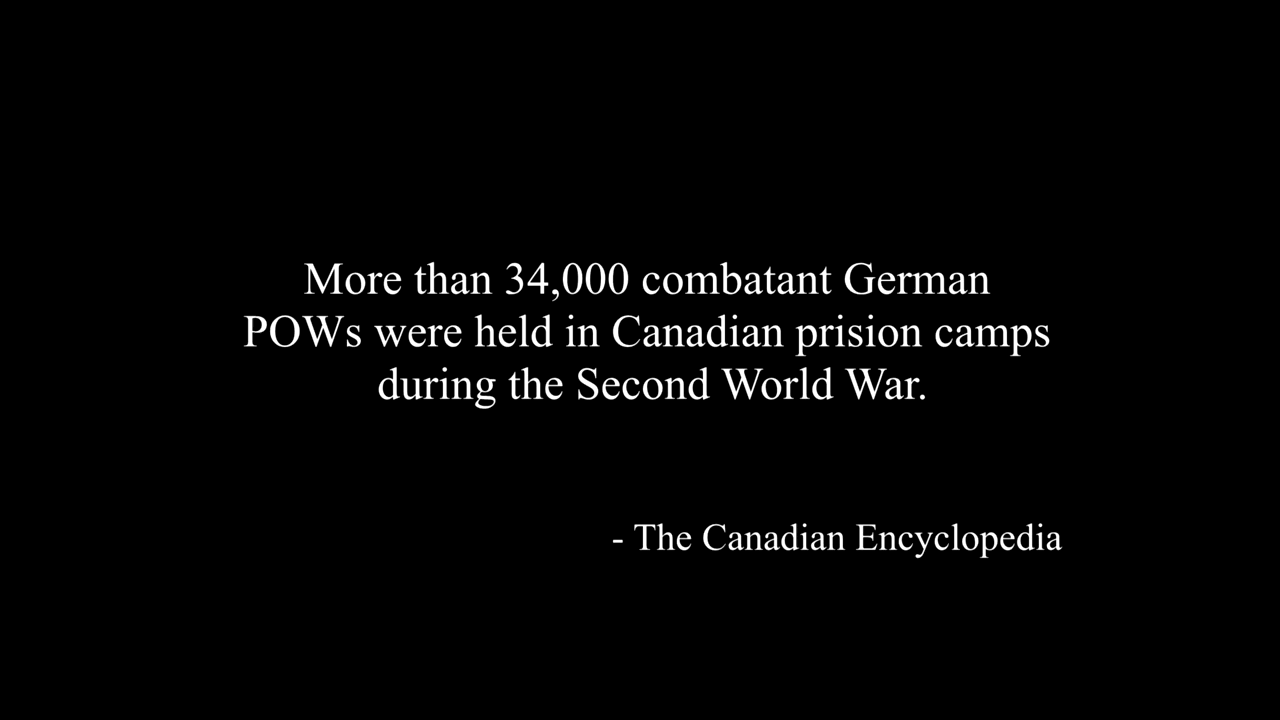 More than 34,000 combatant German
POWs were held in Canadian prision camps
during the Second World War.
- The Canadian Encyclopedia